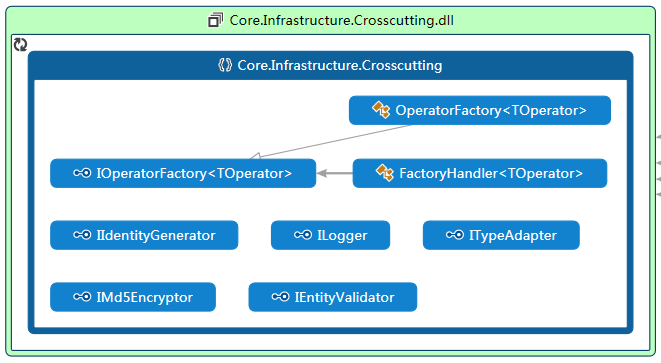 Core.Infrastructure.Crosscutting.dll
Core.Infrastructure.Crosscutting
OperatorFactory<TOperator>
IOperatorFactory<TOperator>
FactoryHandler<TOperator>
IIdentityGenerator
ILogger
ITypeAdapter
IMd5Encryptor
IEntityValidator